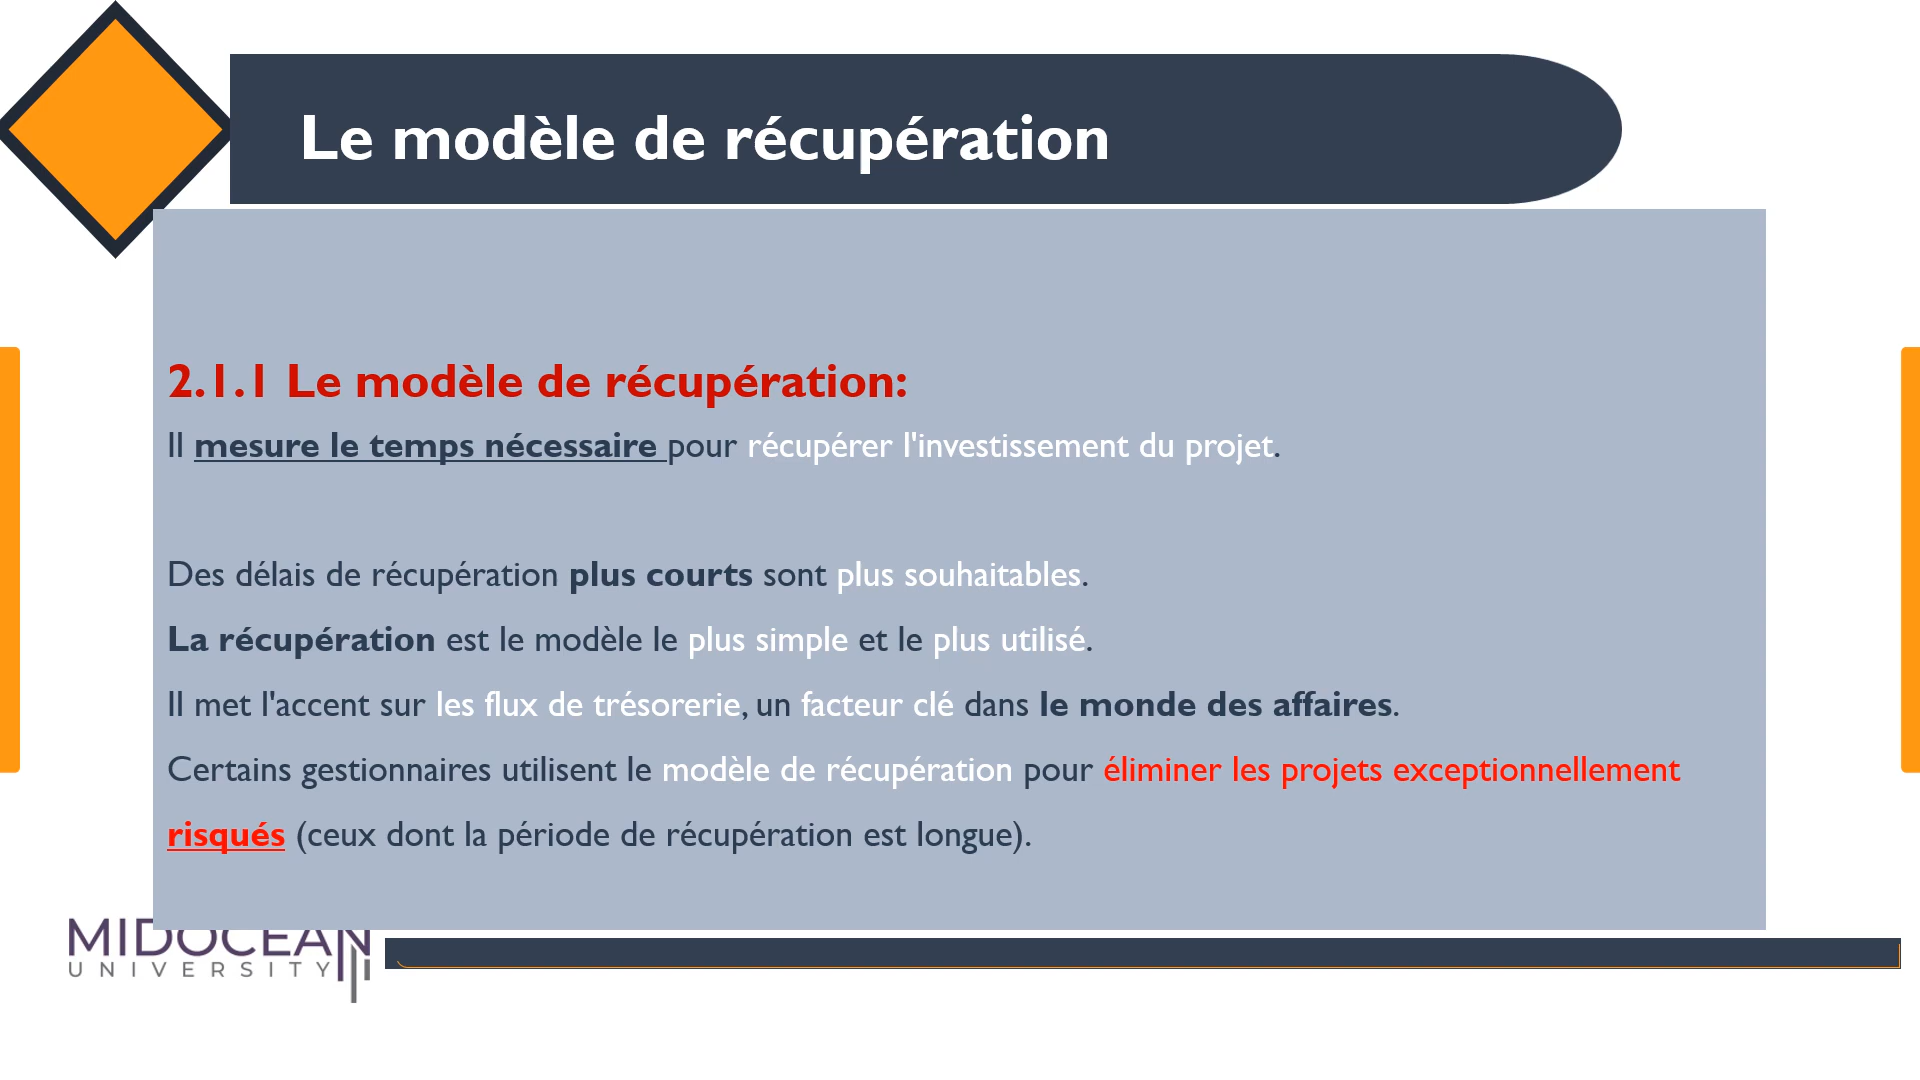 Le modèle de récupération
2.1.1 Le modèle de récupération:
Il mesure le temps nécessaire pour récupérer l'investissement du projet.
Des délais de récupération plus courts sont plus souhaitables.
La récupération est le modèle le plus simple et le plus utilisé.
Il met l'accent sur les flux de trésorerie, un facteur clé dans le monde des affaires.
Certains gestionnaires utilisent le modèle de récupération pour éliminer les projets exceptionnellement
risqués (ceux dont la période de récupération est longue).
MIDOCEAN
UNIVERSITY